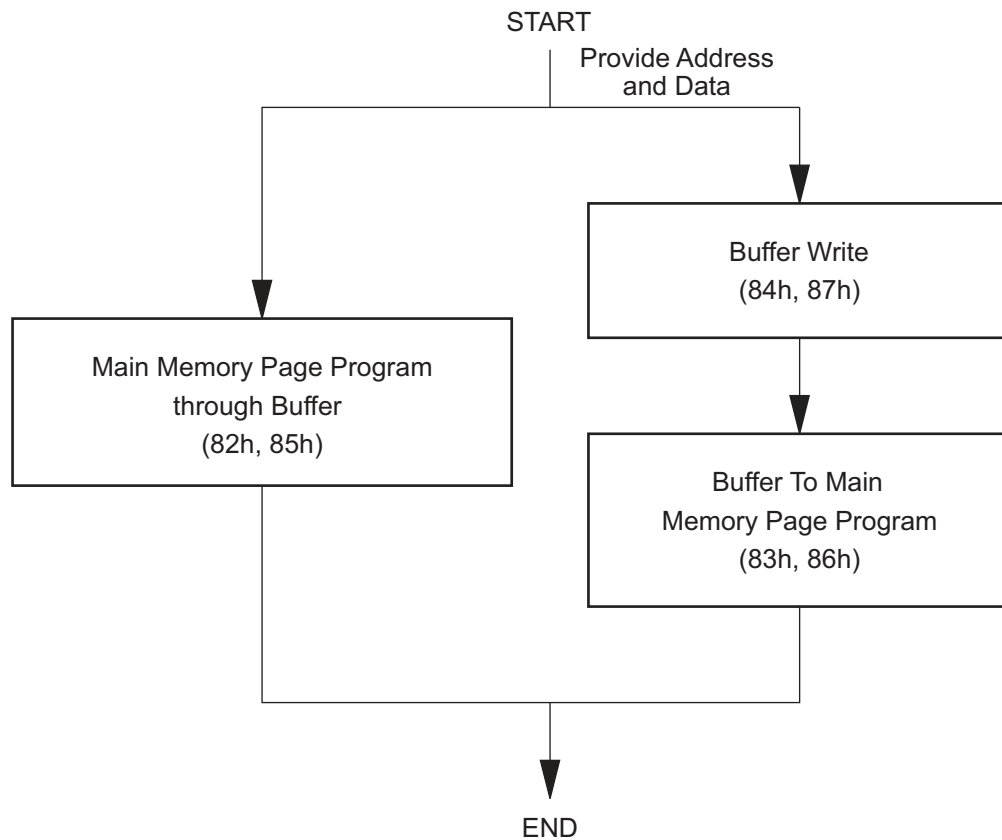 START
Provide Address
and Data
Buffer Write
(84h, 87h)
Main Memory Page Program
through Buffer
(82h, 85h)
Buffer To Main
Memory Page Program
(83h, 86h)
END